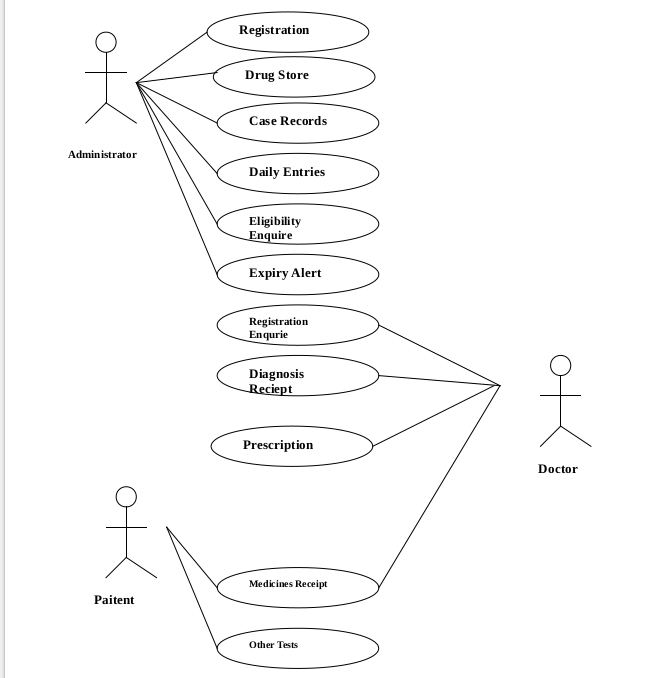 Registration
Drug Store
Case Records
Administrator
Daily Entries
Eligibility
Enquire
Expiry Alert
Registration
Enqurie
Diagnosis
Reciept
Prescription
Doctor
Medicines Receipt
Paitent
Other Tests